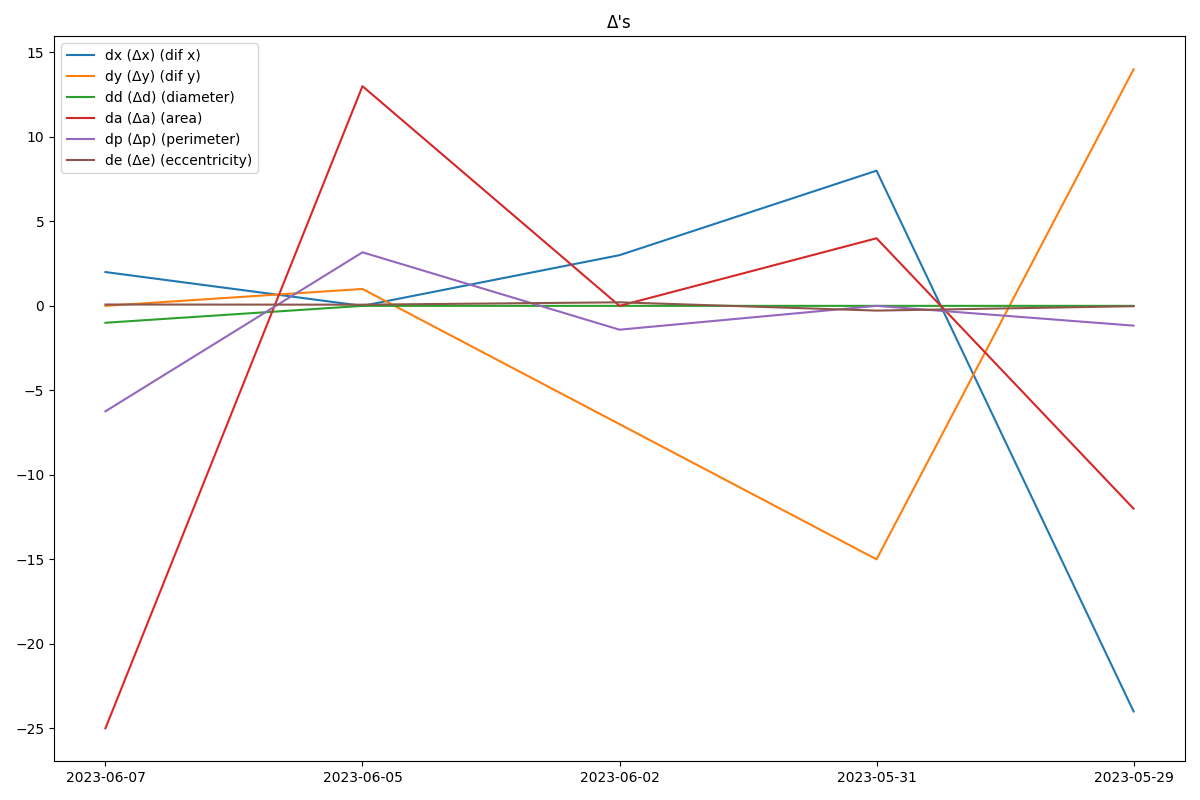 Δ's
dx (Δx) (dif x)
dy (Δy) (dif y)
dd (Δd) (diameter)
da (Δa) (area)
dp (Δp) (perimeter)
de (Δe) (eccentricity)
15
10
5
0
−5
−10
−15
−20
−25
2023-06-07 2023-06-05 2023-06-02 2023-05-31 2023-05-29